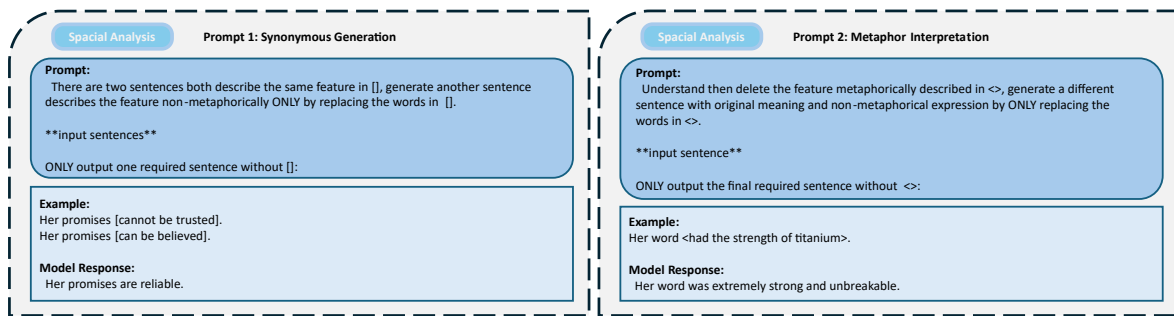 Spacial Analysis
Prompt 1: Synonymous Generation
Prompt:
There are two sentences both describe the same feature in [], generate another sentence
describes the feature non-metaphorically ONLY by replacing the words in [].
**input sentences**
ONLY output one required sentence without []:
Example:
Her promises [cannot be trusted].
Her promises [can be believed].
Model Response:
Her promises are reliable.
Spacial Analysis
Prompt 2: Metaphor Interpretation
Prompt:
Understand then delete the feature metaphorically described in <>, generate a different
sentence with original meaning and non-metaphorical expression by ONLY replacing the
words in <>.
**input sentence**
ONLY output the final required sentence without <>:
Example:
Her word <had the strength of titanium>.
Model Response:
Her word was extremely strong and unbreakable.